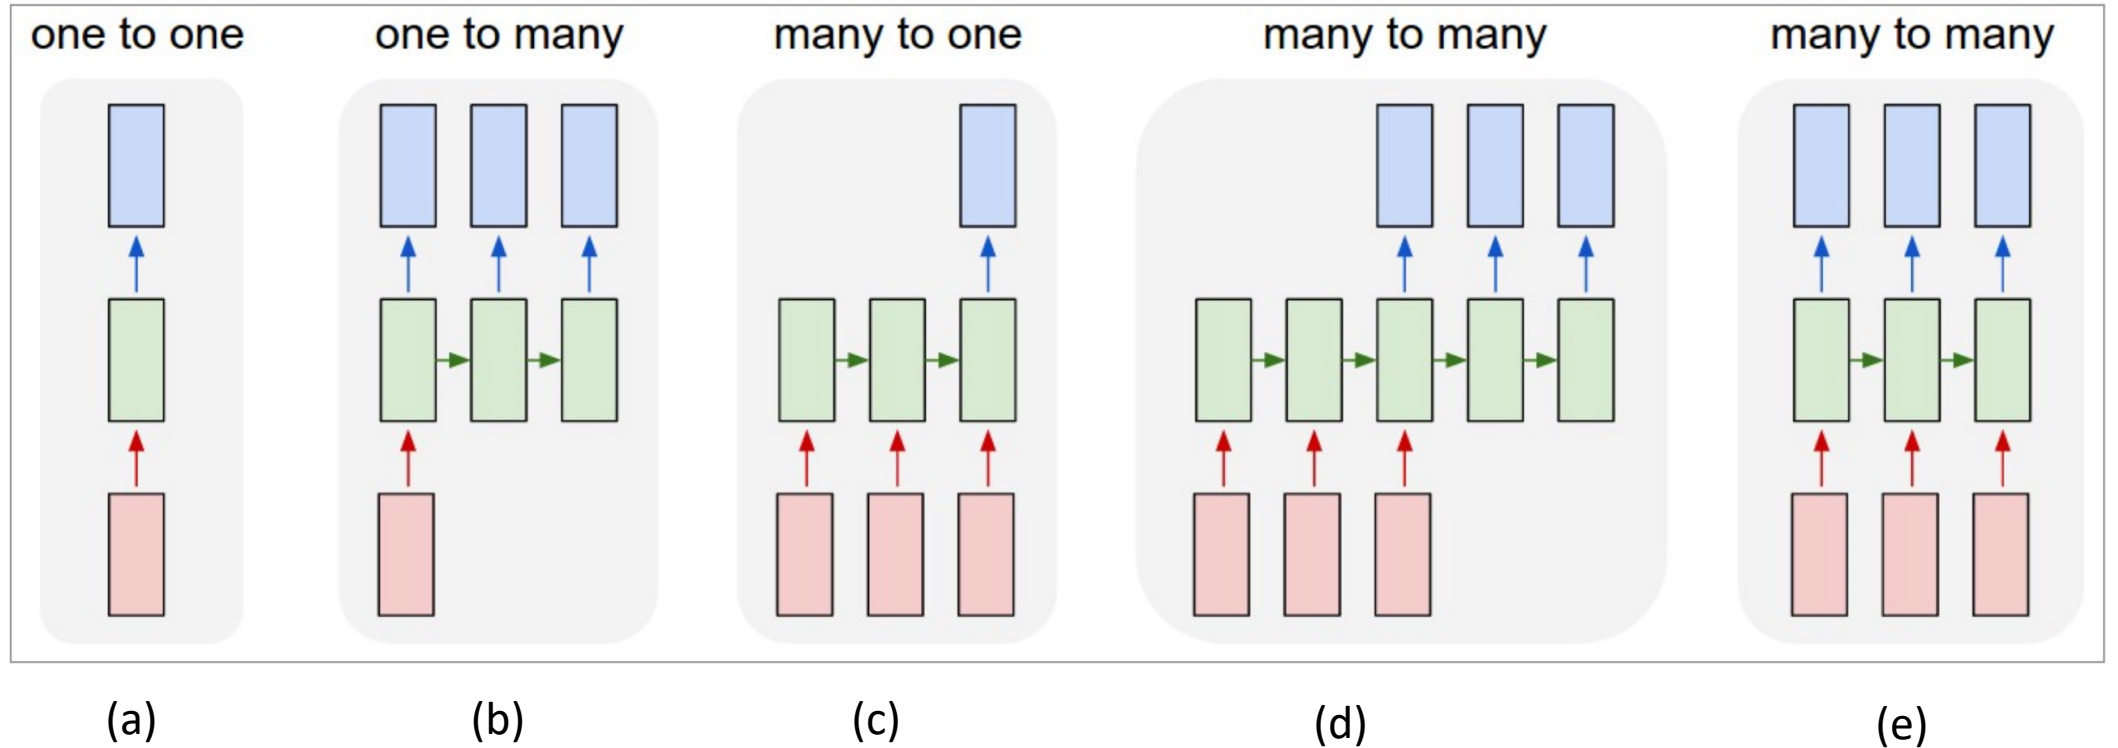 one to one
one to many
many to one
many to many
many to many
(a)
(b)
(c)
(d)
(e)